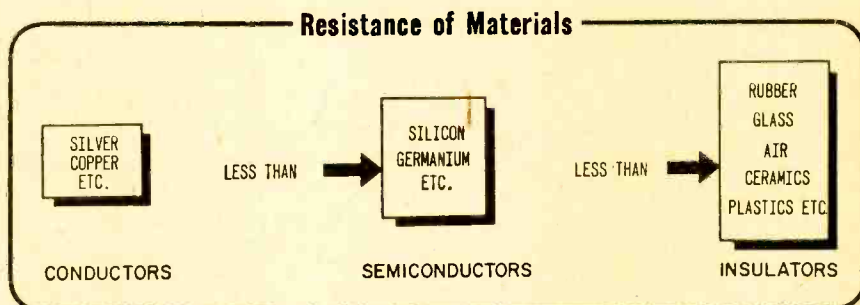 Resistance of Materials
SILVER
COPPER
ETC.
CONDUCTORS
LESS THAN
SILICON
GERMANIUM
ETC.
SEMICONDUCTORS
LESS THAN
RUBBER
GLASS
AIR
CERAMICS
PLASTICS ETC
INSULATORS